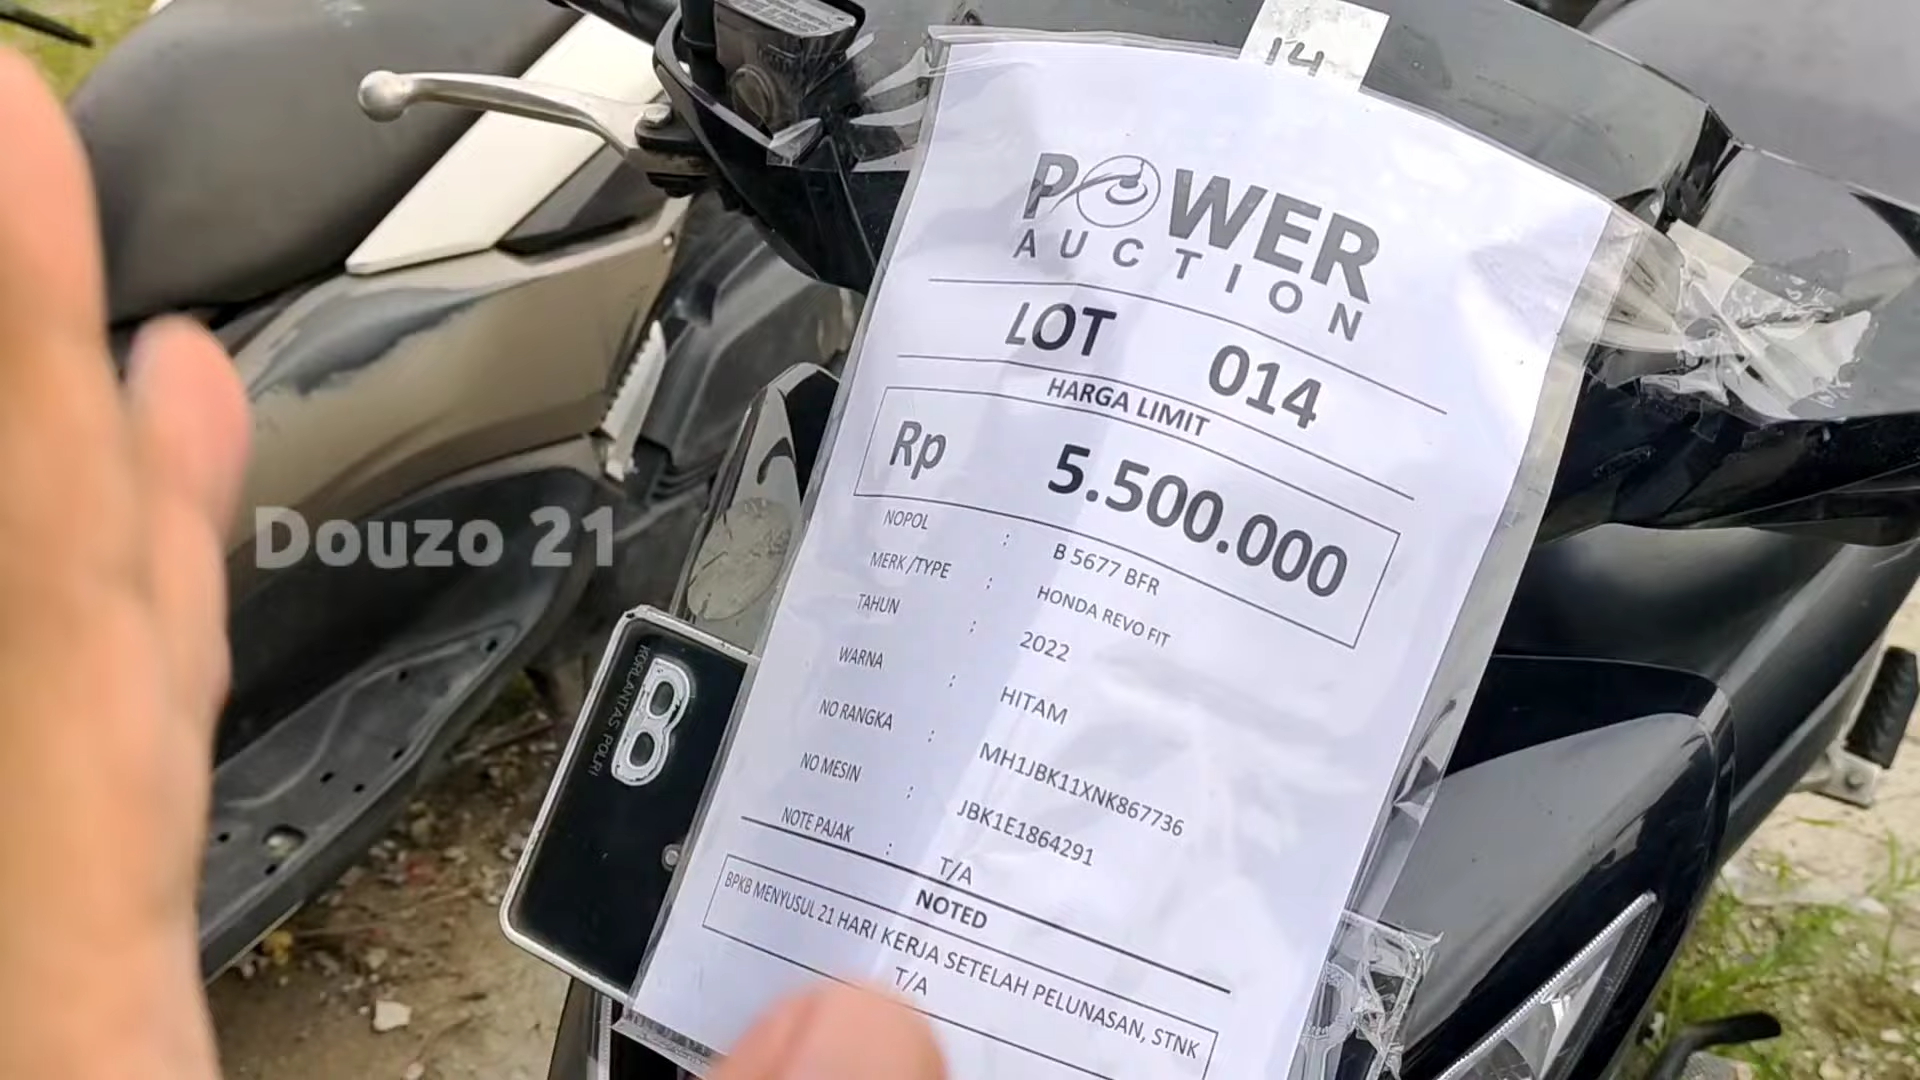 14
POWER
AUCTION
LOT 014
HARGA LIMIT
Rp 5.500.000
NOPOL : B 5677 BFR
MERK /TYPE : HONDA REVO FIT
TAHUN : 2022
WARNA : HITAM
NO RANGKA : MH1JBK11XNK867736
NO MESIN : JBK1E1864291
NOTE PAJAK : T/A
NOTED
BPKB MENYUSUL 21 HARI KERJA SETELAH PELUNASAN, STNK
T/A
Douzo 21
B
KORLANTAS POLRI